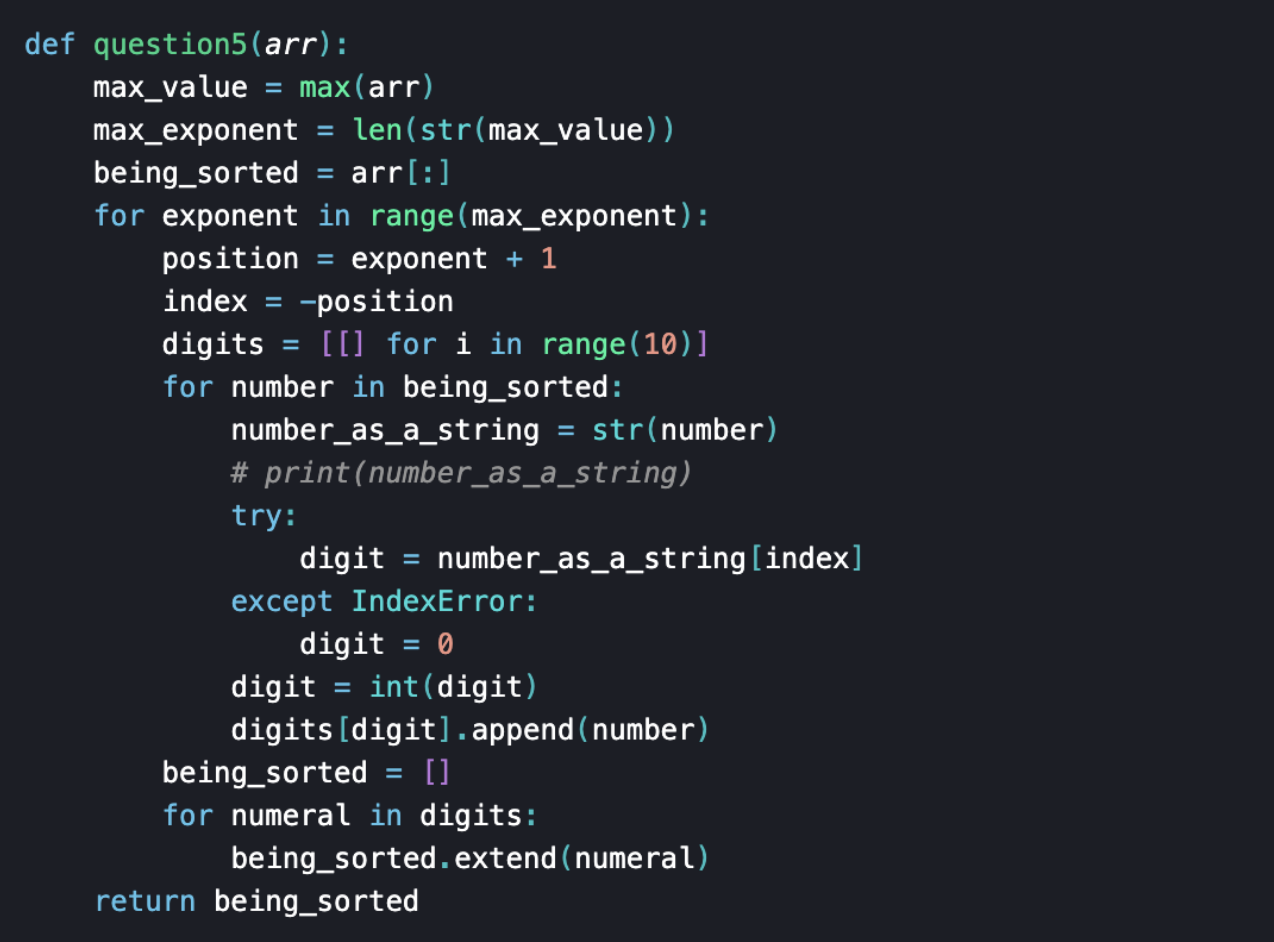 def question5(arr):
    max_value = max(arr)
    max_exponent = len(str(max_value))
    being_sorted = arr[:]
    for exponent in range(max_exponent):
        position = exponent + 1
        index = -position
        digits = [[] for i in range(10)]
        for number in being_sorted:
            number_as_a_string = str(number)
            # print(number_as_a_string)
            try:
                digit = number_as_a_string[index]
            except IndexError:
                digit = 0
            digit = int(digit)
            digits[digit].append(number)
        being_sorted = []
        for numeral in digits:
            being_sorted.extend(numeral)
    return being_sorted